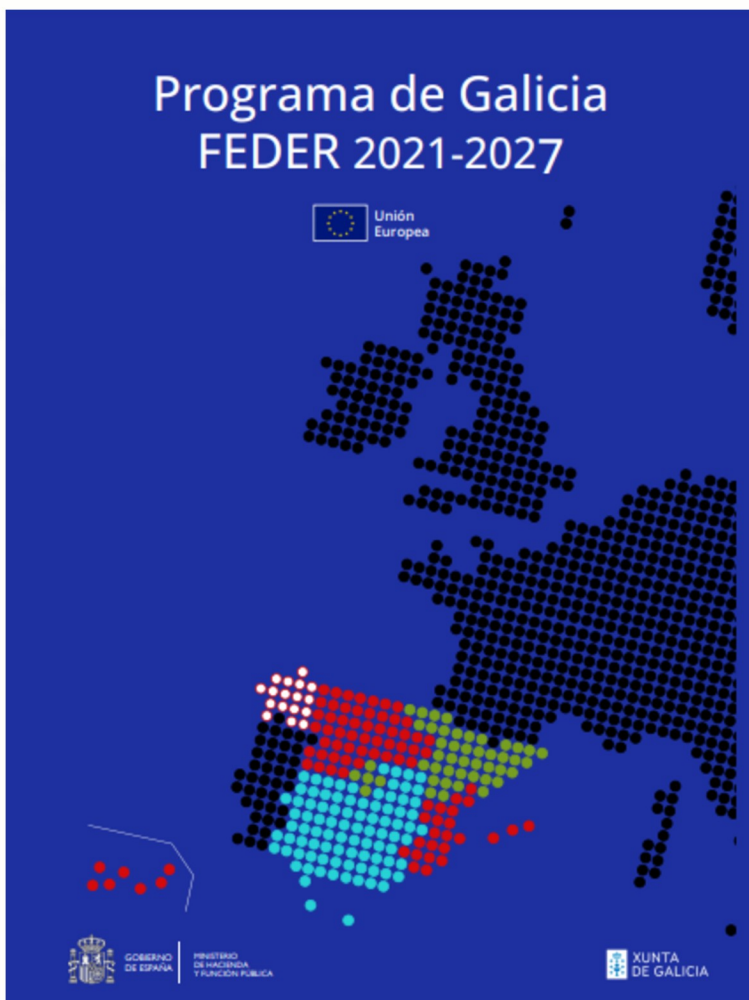 Programa de Galicia
FEDER 2021-2027
Unión
Europea
GOBIERNO
DE ESPAÑA
MINISTERIO
DE HACIENDA
Y FUNCIÓN PÚBLICA
XUNTA
DE GALICIA